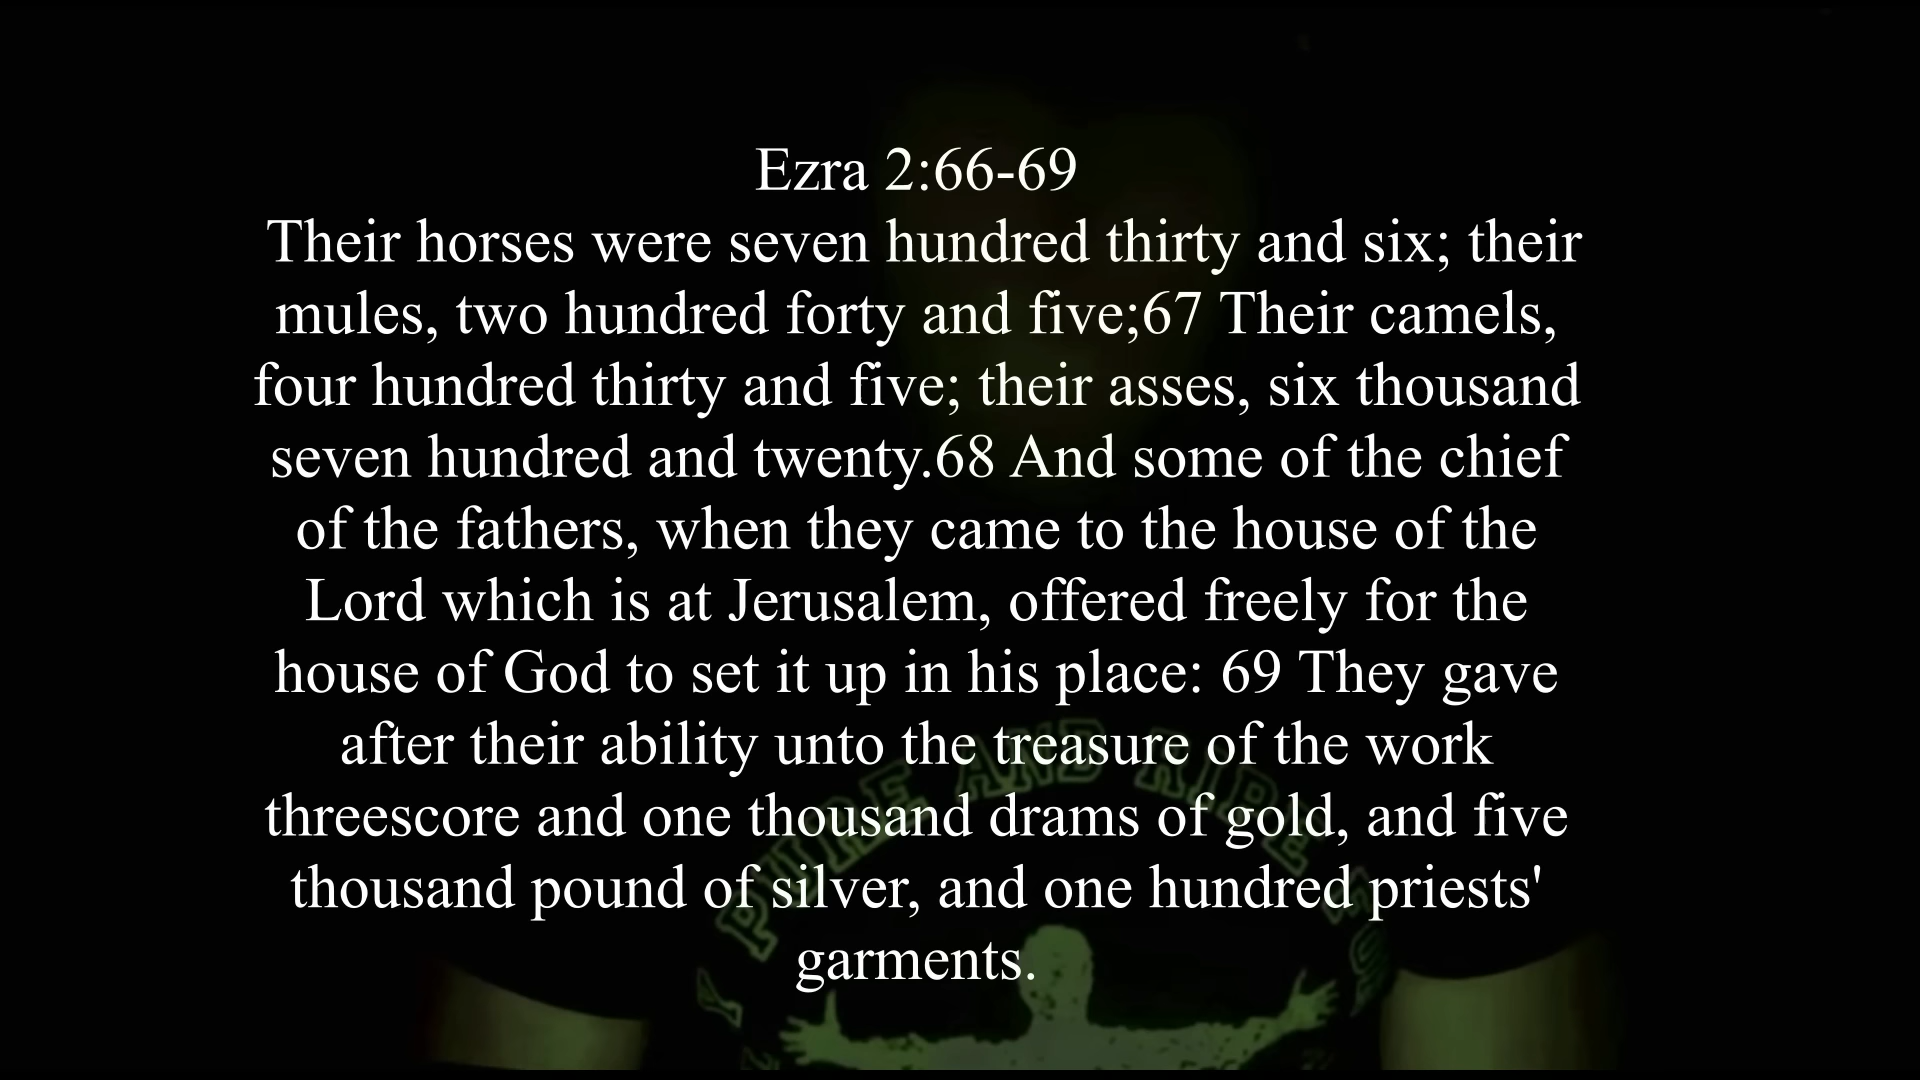 Ezra 2:66-69
Their horses were seven hundred thirty and six; their
mules, two hundred forty and five;67 Their camels,
four hundred thirty and five; their asses, six thousand
seven hundred and twenty.68 And some of the chief
of the fathers, when they came to the house of the
Lord which is at Jerusalem, offered freely for the
house of God to set it up in his place: 69 They gave
after their ability unto the treasure of the work
threescore and one thousand drams of gold, and five
thousand pound of silver, and one hundred priests'
garments.
PURE AND